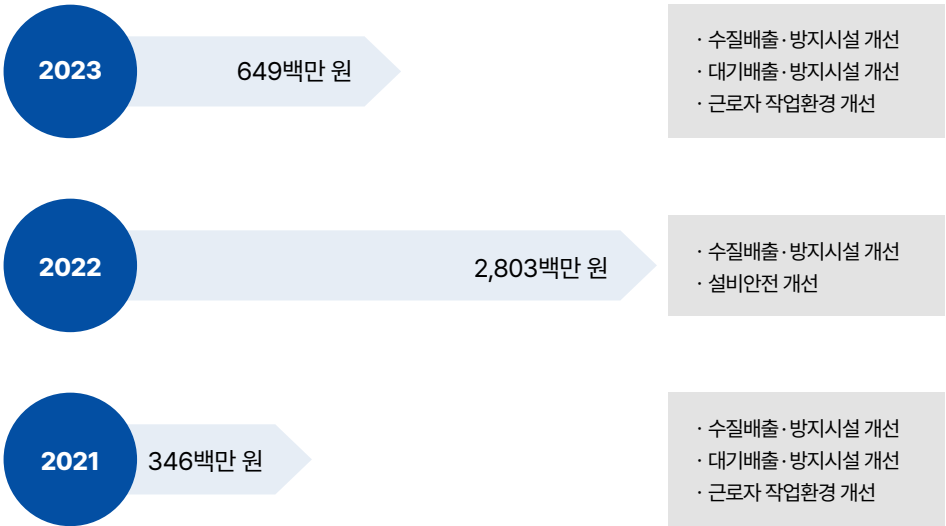 2023
649백만 원
· 수질배출·방지시설 개선
· 대기배출·방지시설 개선
· 근로자 작업환경 개선
2022
2,803백만 원
· 수질배출·방지시설 개선
· 설비안전 개선
2021
346백만 원
· 수질배출·방지시설 개선
· 대기배출·방지시설 개선
· 근로자 작업환경 개선